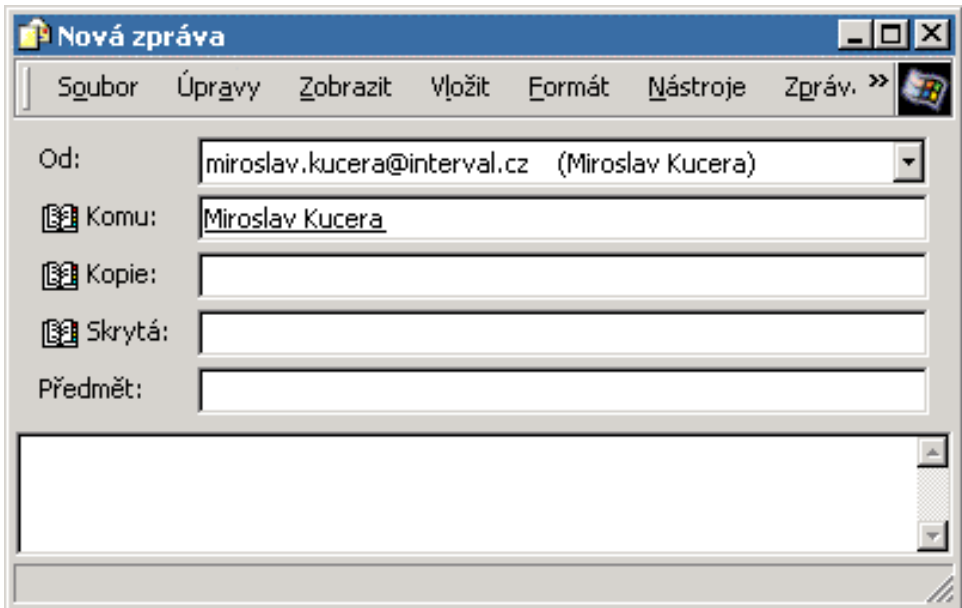 Nová zpráva
Soubor Úpravy Zobrazit Vložit Formát Nástroje Zpráv. »
Od: miroslav.kucera@interval.cz (Miroslav Kucera)
Komu: Miroslav Kucera
Kopie:
Skrytá:
Předmět: